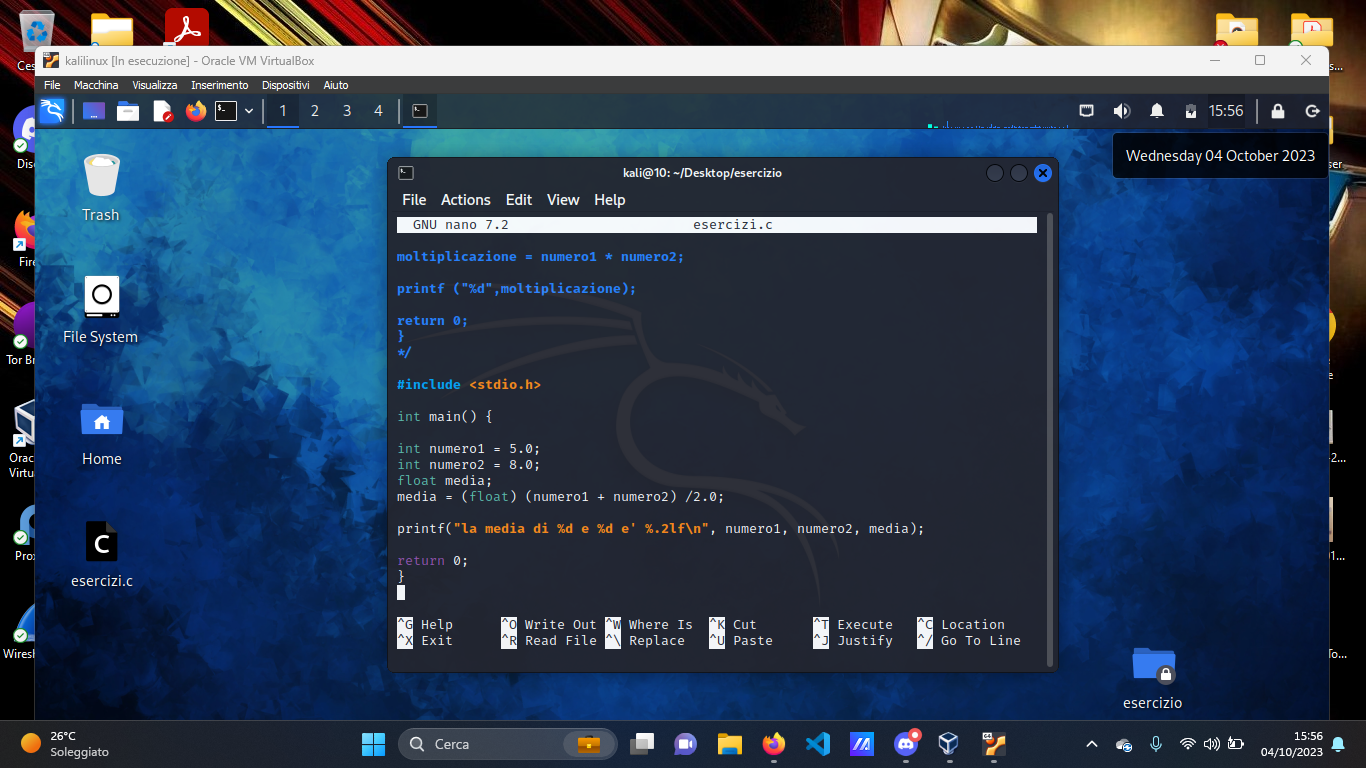 Ces...
kalilinux [In esecuzione] - Oracle VM VirtualBox
File Macchina Visualizza Inserimento Dispositivi Aiuto
1 2 3 4
15:56
Wednesday 04 October 2023
Trash
File System
Home
esercizi.c
esercizio
kali@10: ~/Desktop/esercizio
File Actions Edit View Help
GNU nano 7.2 esercizi.c
moltiplicazione = numero1 * numero2;
printf ("%d",moltiplicazione);
return 0;
}
*/
#include <stdio.h>
int main() {
int numero1 = 5.0;
int numero2 = 8.0;
float media;
media = (float) (numero1 + numero2) /2.0;
printf("la media di %d e %d e' %.2lf\n", numero1, numero2, media);
return 0;
}
^G Help ^O Write Out ^W Where Is ^K Cut ^T Execute ^C Location
^X Exit ^R Read File ^\ Replace ^U Paste ^J Justify ^/ Go To Line
Disc
Fire
Tor Br
Orac
Virtu
Prox
Wiresh
26°C
Soleggiato
Cerca
15:56
04/10/2023